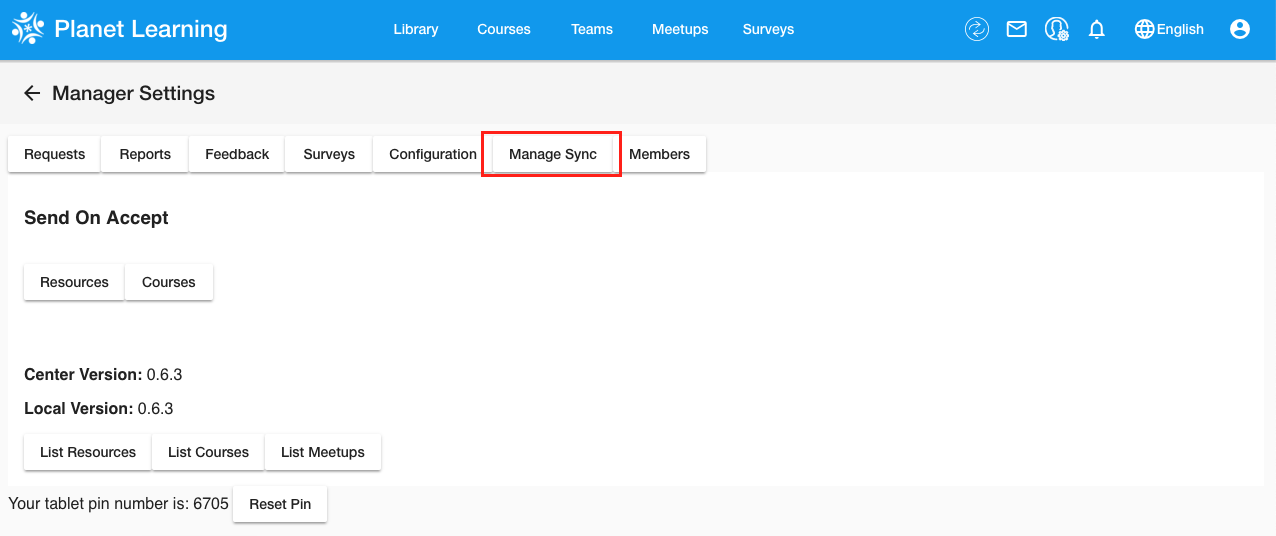 Planet Learning Library Courses Teams Meetups Surveys English
Manager Settings
Requests Reports Feedback Surveys Configuration Manage Sync Members
Send On Accept
Resources Courses
Center Version: 0.6.3
Local Version: 0.6.3
List Resources List Courses List Meetups
Your tablet pin number is: 6705 Reset Pin